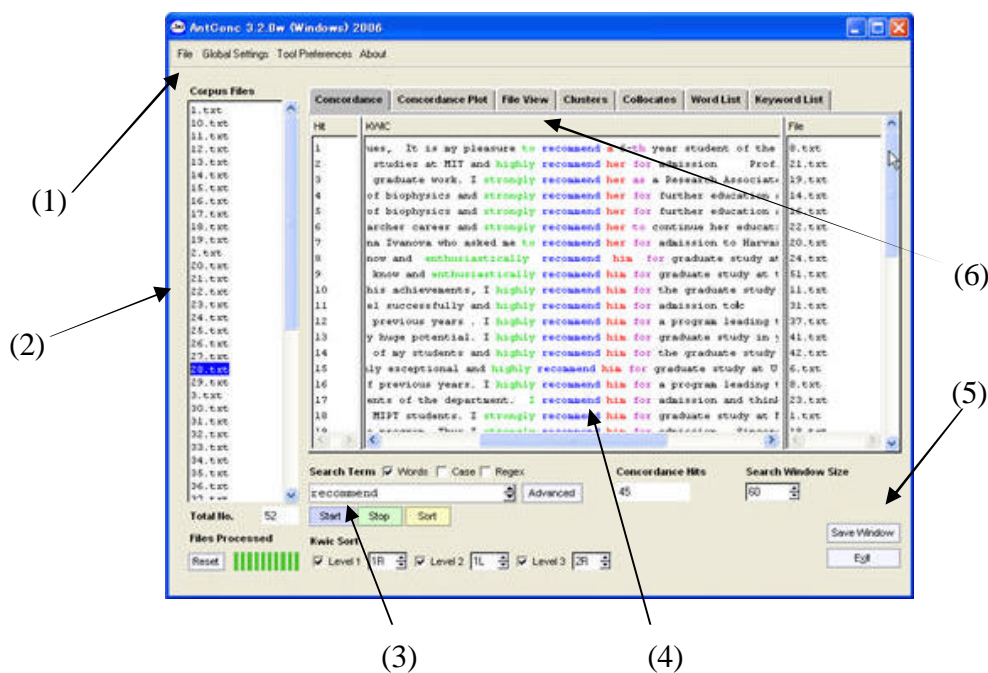 AntConc 3.2.0w (Windows) 2006
File Global Settings Tool Preferences About
Corpus Files
1.txt
10.txt
11.txt
12.txt
13.txt
14.txt
15.txt
16.txt
17.txt
18.txt
19.txt
2.txt
20.txt
21.txt
22.txt
23.txt
24.txt
25.txt
26.txt
27.txt
28.txt
29.txt
3.txt
30.txt
31.txt
32.txt
33.txt
34.txt
35.txt
36.txt
Total No. 52
Files Processed
Reset
Concordance Concordance Plot File View Clusters Collocates Word List Keyword List
Hit KWIC File
1 ues, It is my pleasure to recommend a 6-th year student of the 8.txt
2 studies at MIT and highly recommend her for admission Prof. 21.txt
3 graduate work. I strongly recommend her as a Research Associat 19.txt
4 of biophysics and strongly recommend her for further education 14.txt
5 of biophysics and strongly recommend her for further education 16.txt
6 archer career and strongly recommend her to continue her educat 22.txt
7 na Ivanova who asked me to recommend her for admission to Harva 20.txt
8 now and enthusiastically recommend him for graduate study at 24.txt
9 know and enthusiastically recommend him for graduate study at 51.txt
10 his achievements, I highly recommend him for the graduate study 11.txt
11 el successfully and highly recommend him for admission to 31.txt
12 previous years . I highly recommend him for a program leading 37.txt
13 y huge potential. I highly recommend him for graduate study in 41.txt
14 of my students and highly recommend him for the graduate study 42.txt
15 ly exceptional and highly recommend him for graduate study at U 6.txt
16 f previous years. I highly recommend him for a program leading 8.txt
17 ents of the department. I recommend him for admission and think 23.txt
18 MIPT students. I strongly recommend him for graduate study at 1.txt
Search Term Words Case Regex Concordance Hits Search Window Size
recommend Advanced 45 60
Start Stop Sort
Kwic Sort
Level 1 1R Level 2 1L Level 3 2R
Save Window
Exit
(1)
(2)
(3)
(4)
(5)
(6)